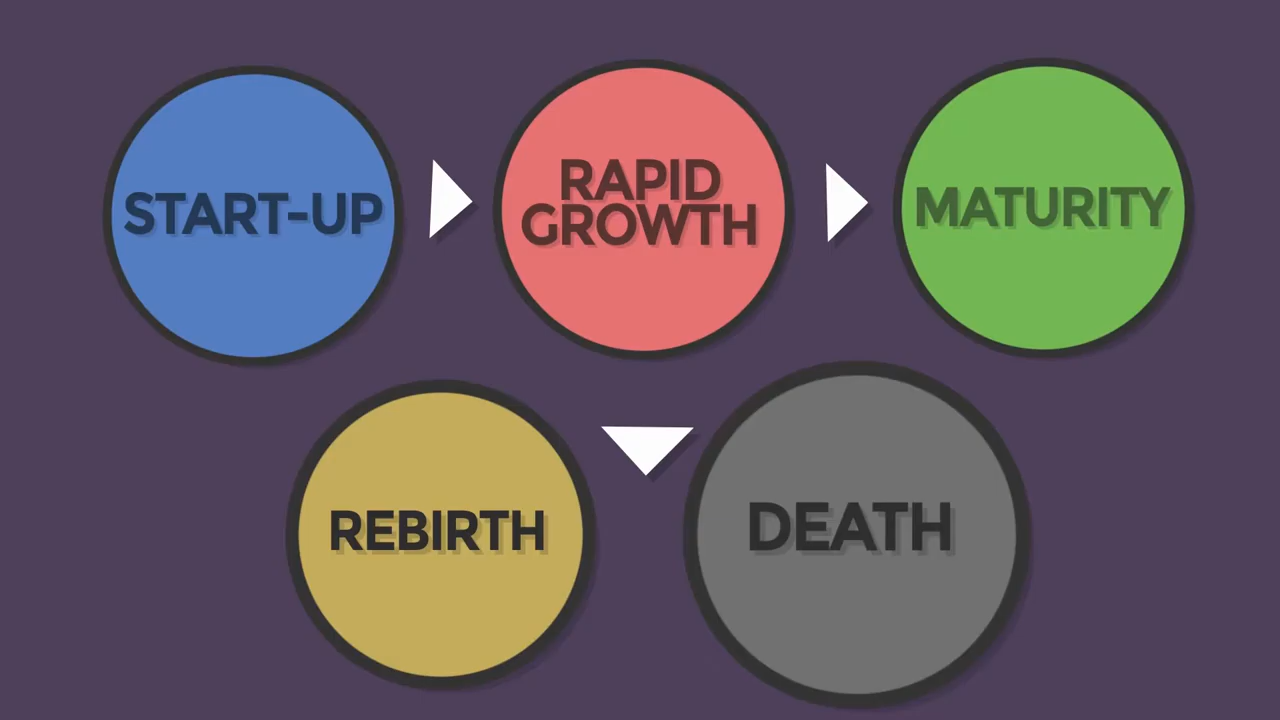 START-UP
RAPID
GROWTH
MATURITY
REBIRTH
DEATH